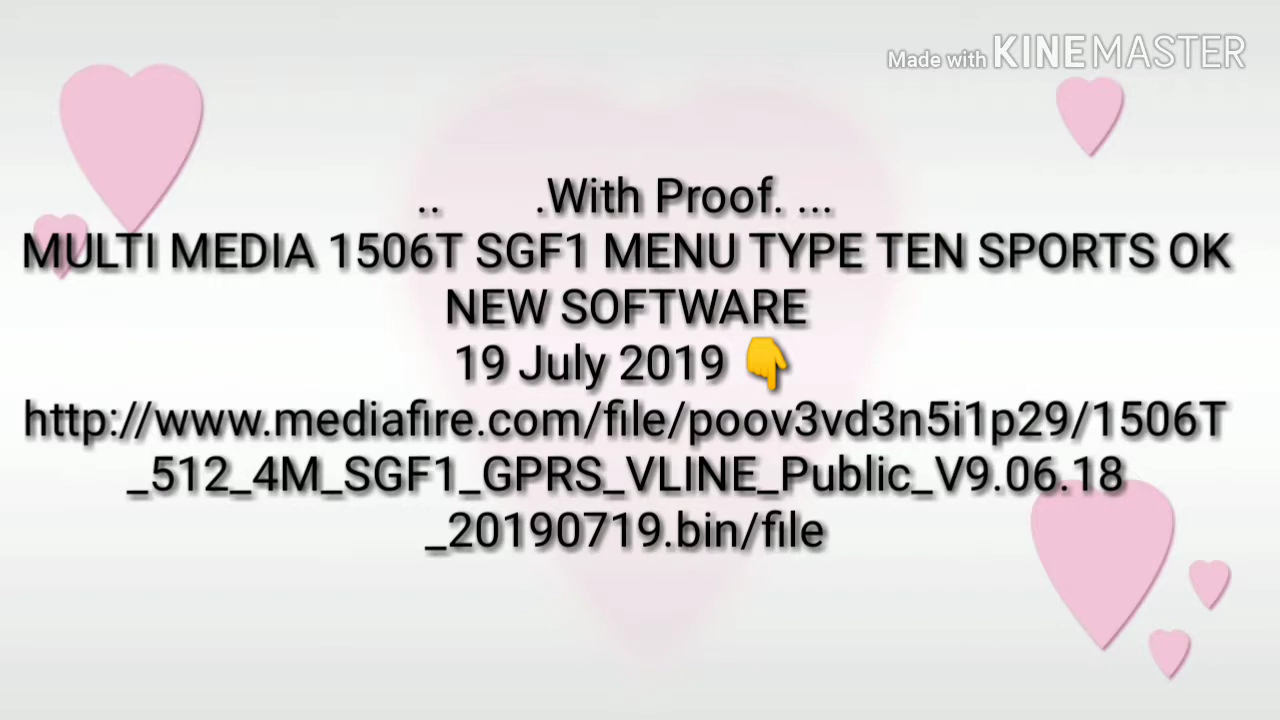 Made with KINEMASTER
.. .With Proof. ...
MULTI MEDIA 1506T SGF1 MENU TYPE TEN SPORTS OK
NEW SOFTWARE
19 July 2019 👇
http://www.mediafire.com/file/poov3vd3n5i1p29/1506T
_512_4M_SGF1_GPRS_VLINE_Public_V9.06.18
_20190719.bin/file